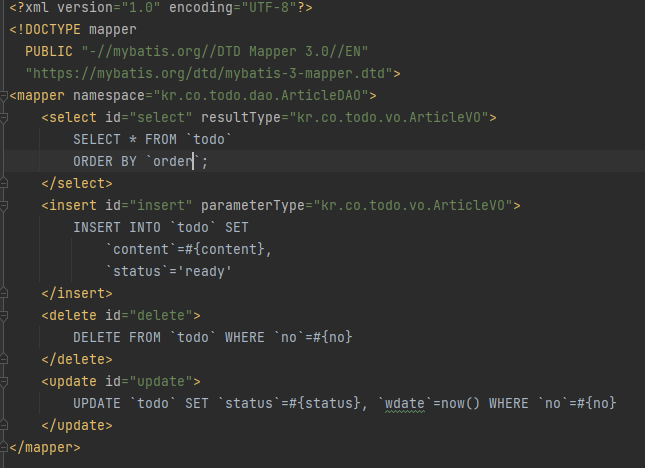 <?xml version="1.0" encoding="UTF-8"?>
<!DOCTYPE mapper
  PUBLIC "-//mybatis.org//DTD Mapper 3.0//EN"
  "https://mybatis.org/dtd/mybatis-3-mapper.dtd">
<mapper namespace="kr.co.todo.dao.ArticleDAO">
    <select id="select" resultType="kr.co.todo.vo.ArticleVO">
        SELECT * FROM `todo`
        ORDER BY `order`;
    </select>
    <insert id="insert" parameterType="kr.co.todo.vo.ArticleVO">
        INSERT INTO `todo` SET
            `content`=#{content},
            `status`='ready'
    </insert>
    <delete id="delete">
        DELETE FROM `todo` WHERE `no`=#{no}
    </delete>
    <update id="update">
        UPDATE `todo` SET `status`=#{status}, `wdate`=now() WHERE `no`=#{no}
    </update>
</mapper>